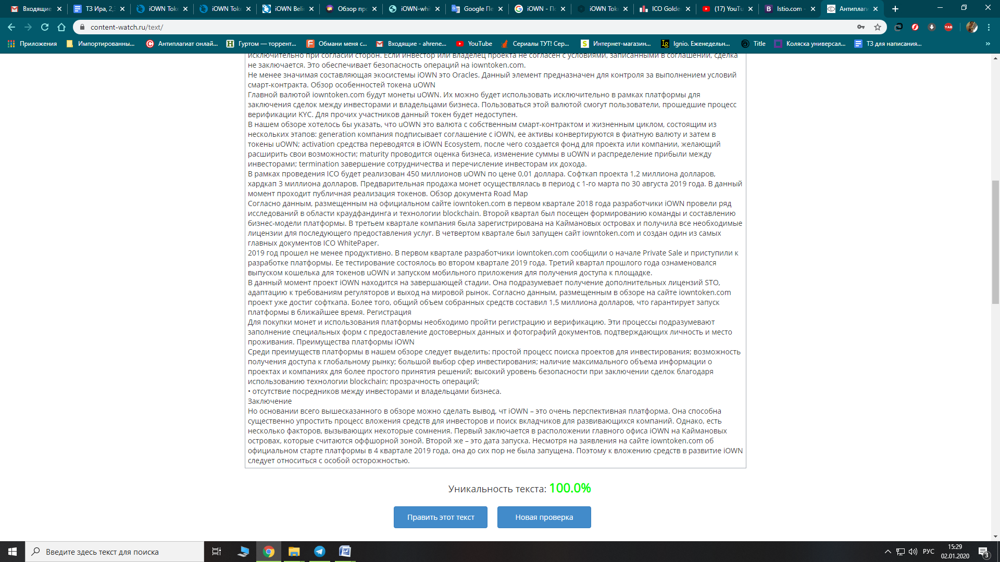 Входящие
ТЗ Ира, 2,
iOWN Tok
iOWN Tok
iOWN Beli
Обзор пр
iOWN-whi
Google Пе
iOWN - П
iOWN Tok
ICO Golde
(17) YouTu
Istio.com -
Антиплаги
content-watch.ru/text/
Приложения
Импортированны...
Антиплагиат онлай...
Гуртом — торрент...
Обмани меня с...
Входящие - ahrene...
YouTube
Сериалы ТУТ! Сер...
Интернет-магазин...
Ignio. Еженедельн...
Title
Коляска универсал...
ТЗ для написания...
исключительно при согласии сторон. Если инвестор или владелец проекта не согласен с условиями, записанными в соглашении, сделка
не заключается. Это обеспечивает безопасность операций на iowntoken.com.
Не менее значимая составляющая экосистемы iOWN это Oracles. Данный элемент предназначен для контроля за выполнением условий
смарт-контракта. Обзор особенностей токена uOWN
Главной валютой iowntoken.com будут монеты uOWN. Их можно будет использовать исключительно в рамках платформы для
заключения сделок между инвесторами и владельцами бизнеса. Пользоваться этой валютой смогут пользователи, прошедшие процесс
верификации KYC. Для прочих участников данный токен будет недоступен.
В нашем обзоре хотелось бы указать, что uOWN это валюта с собственным смарт-контрактом и жизненным циклом, состоящим из
нескольких этапов: generation компания подписывает соглашение с iOWN, ее активы конвертируются в фиатную валюту и затем в
токены uOWN; activation средства переводятся в iOWN Ecosystem, после чего создается фонд для проекта или компании, желающий
расширить свои возможности; maturity проводится оценка бизнеса, изменение суммы в uOWN и распределение прибыли между
инвесторами; termination завершение сотрудничества и перечисление инвесторам их дохода.
В рамках проведения ICO будет реализован 450 миллионов uOWN по цене 0,01 доллара. Софткап проекта 1,2 миллиона долларов,
хардкап 3 миллиона долларов. Предварительная продажа монет осуществлялась в период с 1-го марта по 30 августа 2019 года. В данный
момент проходит публичная реализация токенов. Обзор документа Road Map
Согласно данным, размещенным на официальном сайте iowntoken.com в первом квартале 2018 года разработчики iOWN провели ряд
исследований в области краудфандинга и технологии blockchain. Второй квартал был посещен формированию команды и составлению
бизнес-модели платформы. В третьем квартале компания была зарегистрирована на Каймановых островах и получила все необходимые
лицензии для последующего предоставления услуг. В четвертом квартале был запущен сайт iowntoken.com и создан один из самых
главных документов ICO WhitePaper.
2019 год прошел не менее продуктивно. В первом квартале разработчики iowntoken.com сообщили о начале Private Sale и приступили к
разработке платформы. Ее тестирование состоялось во втором квартале 2019 года. Третий квартал прошлого года ознаменовался
выпуском кошелька для токенов uOWN и запуском мобильного приложения для получения доступа к площадке.
В данный момент проект iOWN находится на завершающей стадии. Она подразумевает получение дополнительных лицензий STO,
адаптацию к требованиям регуляторов и выход на мировой рынок. Согласно данным, размещенным в обзоре на сайте iowntoken.com
проект уже достиг софткапа. Более того, общий объем собранных средств составил 1,5 миллиона долларов, что гарантирует запуск
платформы в ближайшее время. Регистрация
Для покупки монет и использования платформы необходимо пройти регистрацию и верификацию. Эти процессы подразумевают
заполнение специальных форм с предоставление достоверных данных и фотографий документов, подтверждающих личность и место
проживания. Преимущества платформы iOWN
Среди преимуществ платформы в нашем обзоре следует выделить: простой процесс поиска проектов для инвестирования; возможность
получения доступа к глобальному рынку; большой выбор сфер инвестирования; наличие максимального объема информации о
проектах и компаниях для более простого принятия решений; высокий уровень безопасности при заключении сделок благодаря
использованию технологии blockchain; прозрачность операций;
• отсутствие посредников между инвесторами и владельцами бизнеса.
Заключение
Но основании всего вышесказанного в обзоре можно сделать вывод, чт iOWN – это очень перспективная платформа. Она способна
существенно упростить процесс вложения средств для инвесторов и поиск вкладчиков для развивающихся компаний. Однако, есть
несколько факторов, вызывающих некоторые сомнения. Первый заключается в расположении главного офиса iOWN на Каймановых
островах, которые считаются оффшорной зоной. Второй же – это дата запуска. Несмотря на заявления на сайте iowntoken.com об
официальном старте платформы в 4 квартале 2019 года, она до сих пор не была запущена. Поэтому к вложению средств в развитие iOWN
следует относиться с особой осторожностью.
Уникальность текста: 100.0%
Править этот текст
Новая проверка
Введите здесь текст для поиска
РУС
15:29
02.01.2020
3